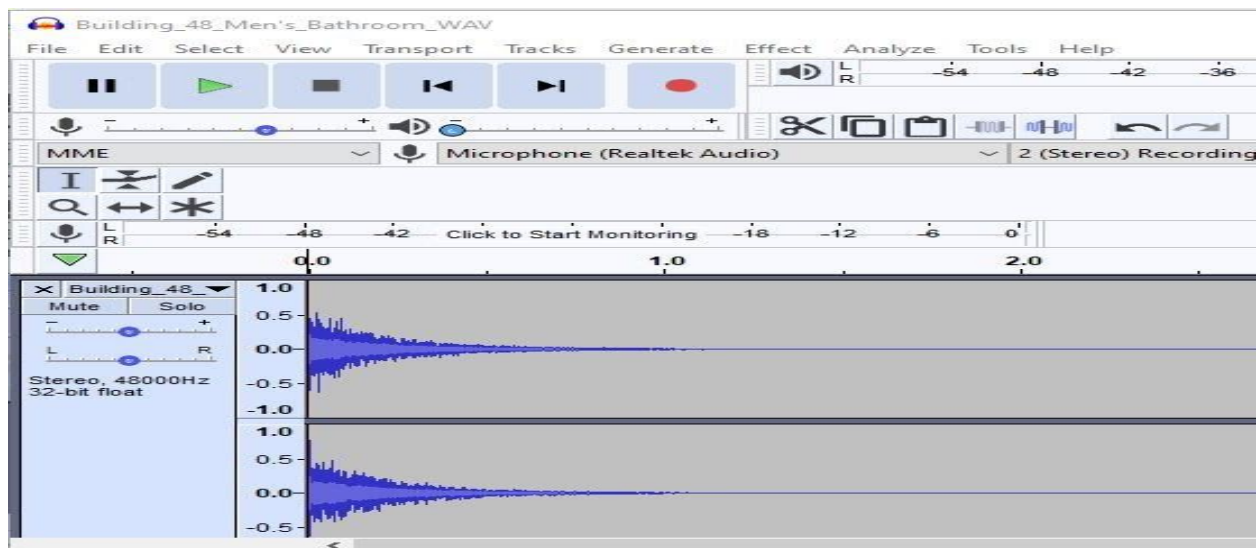 Building_48_Men's_Bathroom_WAV
File Edit Select View Transport Tracks Generate Effect Analyze Tools Help
L
R
-54 -48 -42 -36
MME Microphone (Realtek Audio) 2 (Stereo) Recording
L
R
-54 -48 -42 Click to Start Monitoring -18 -12 -6 0
0.0 1.0 2.0
× Building_48_
Mute Solo
- +
L R
Stereo, 48000Hz
32-bit float
1.0
0.5
0.0
-0.5
-1.0
1.0
0.5
0.0
-0.5